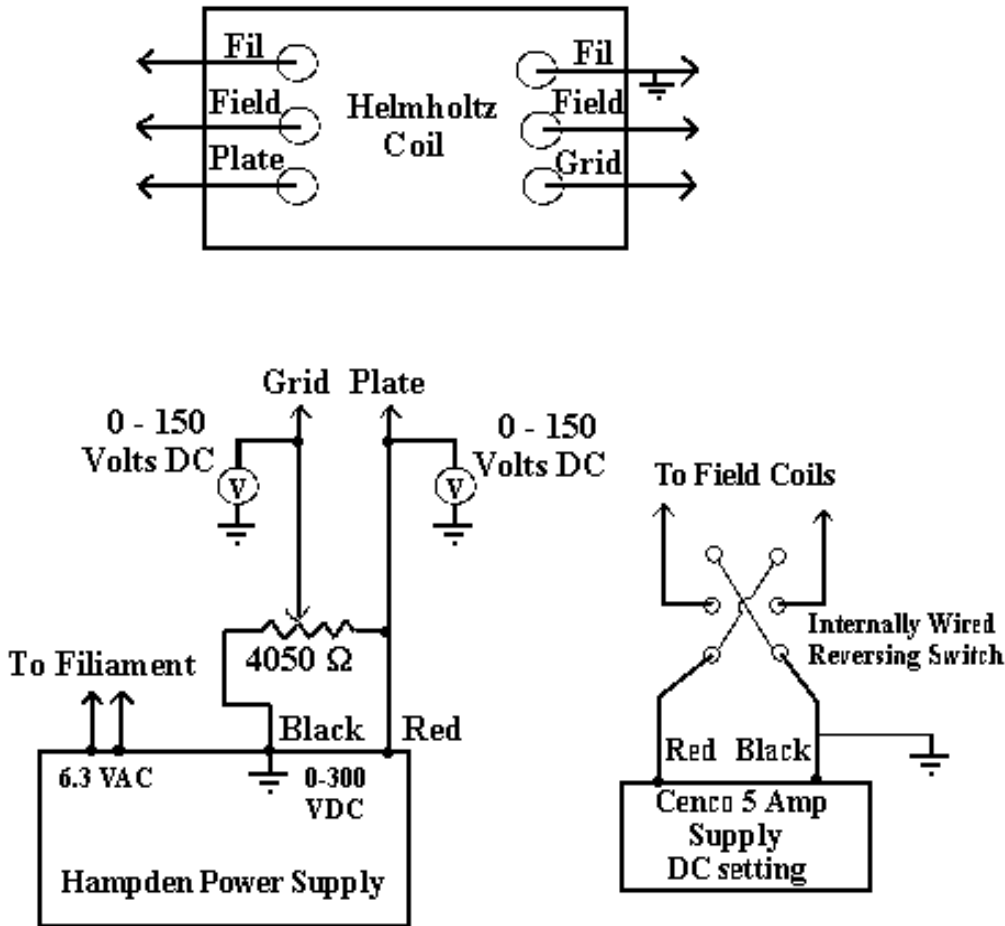 Fil
Fil
Field
Helmholtz
Field
Coil
Plate
Grid
Grid Plate
0 - 150
Volts DC
0 - 150
Volts DC
V
V
To Field Coils
4050 Ω
Internally Wired
Reversing Switch
To Filiament
Black
Red
Red
Black
6.3 VAC
0-300
VDC
Cenco 5 Amp
Supply
DC setting
Hampden Power Supply